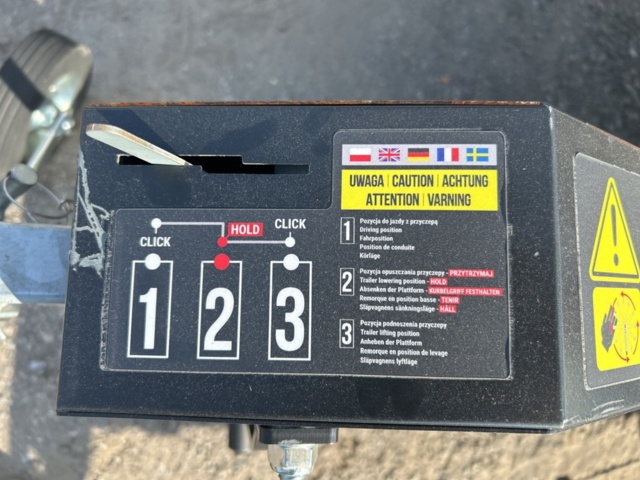 UWAGA | CAUTION | ACHTUNG
ATTENTION | VARNING
CLICK
HOLD
CLICK
1
2
3
1
Pozycja do jazdy z przyczepą
Driving position
Fahrposition
Position de conduite
Körläge
2
Pozycja opuszczania przyczepy - PRZYTRZYMAJ
Trailer lowering position - HOLD
Absenken der Plattform - KURBELGRIFF FESTHALTEN
Remorque en position basse - TENIR
Släpvagnens sänkningsläge - HÅLL
3
Pozycja podnoszenia przyczepy
Trailer lifting position
Anheben der Plattform
Remorque en position de levage
Släpvagnens lyftläge